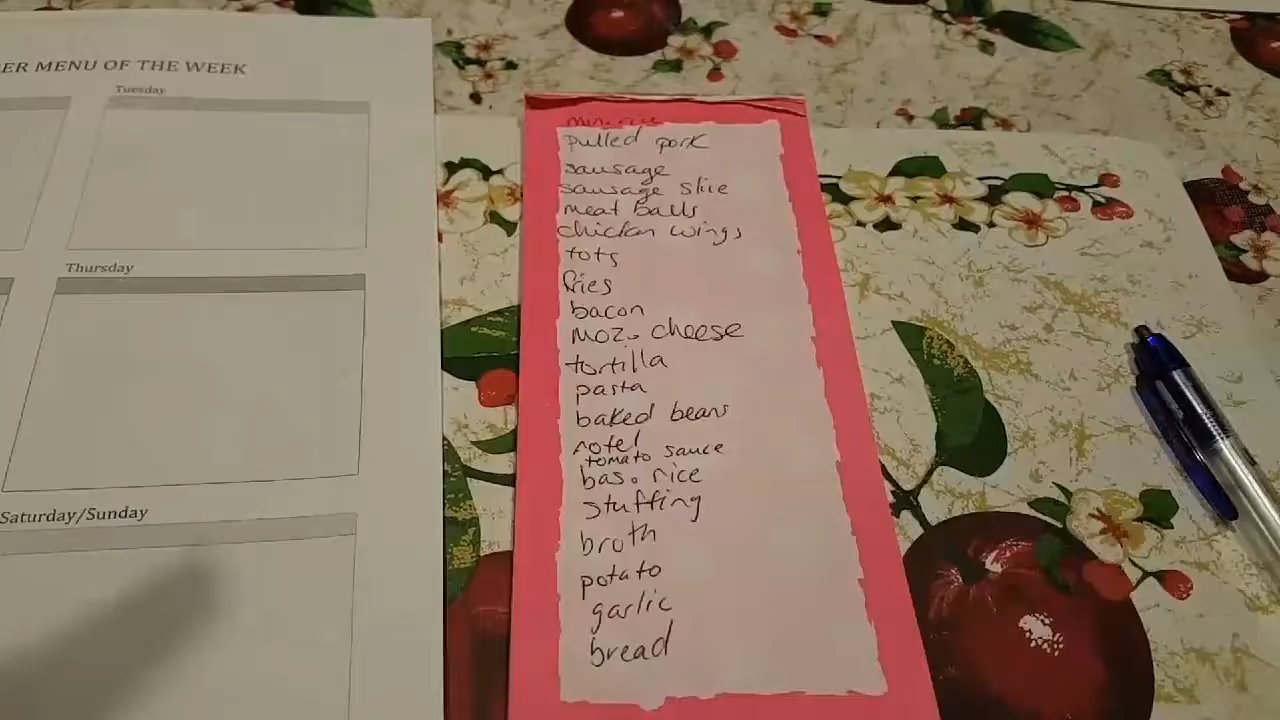 ER MENU OF THE WEEK
Tuesday
Thursday
Saturday/Sunday
pulled pork
sausage
sausage slice
meat balls
chicken wings
tots
fries
bacon
moz. cheese
tortilla
pasta
baked beans
rotel
tomato sauce
bas. rice
stuffing
broth
potato
garlic
bread